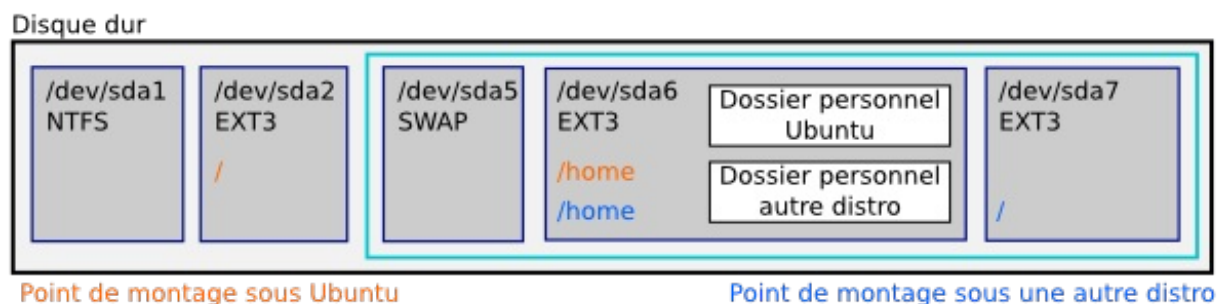 Disque dur
/dev/sda1
NTFS
/dev/sda2
EXT3
/
/dev/sda5
SWAP
/dev/sda6
EXT3
/home
/home
Dossier personnel
Ubuntu
Dossier personnel
autre distro
/dev/sda7
EXT3
/
Point de montage sous Ubuntu
Point de montage sous une autre distro